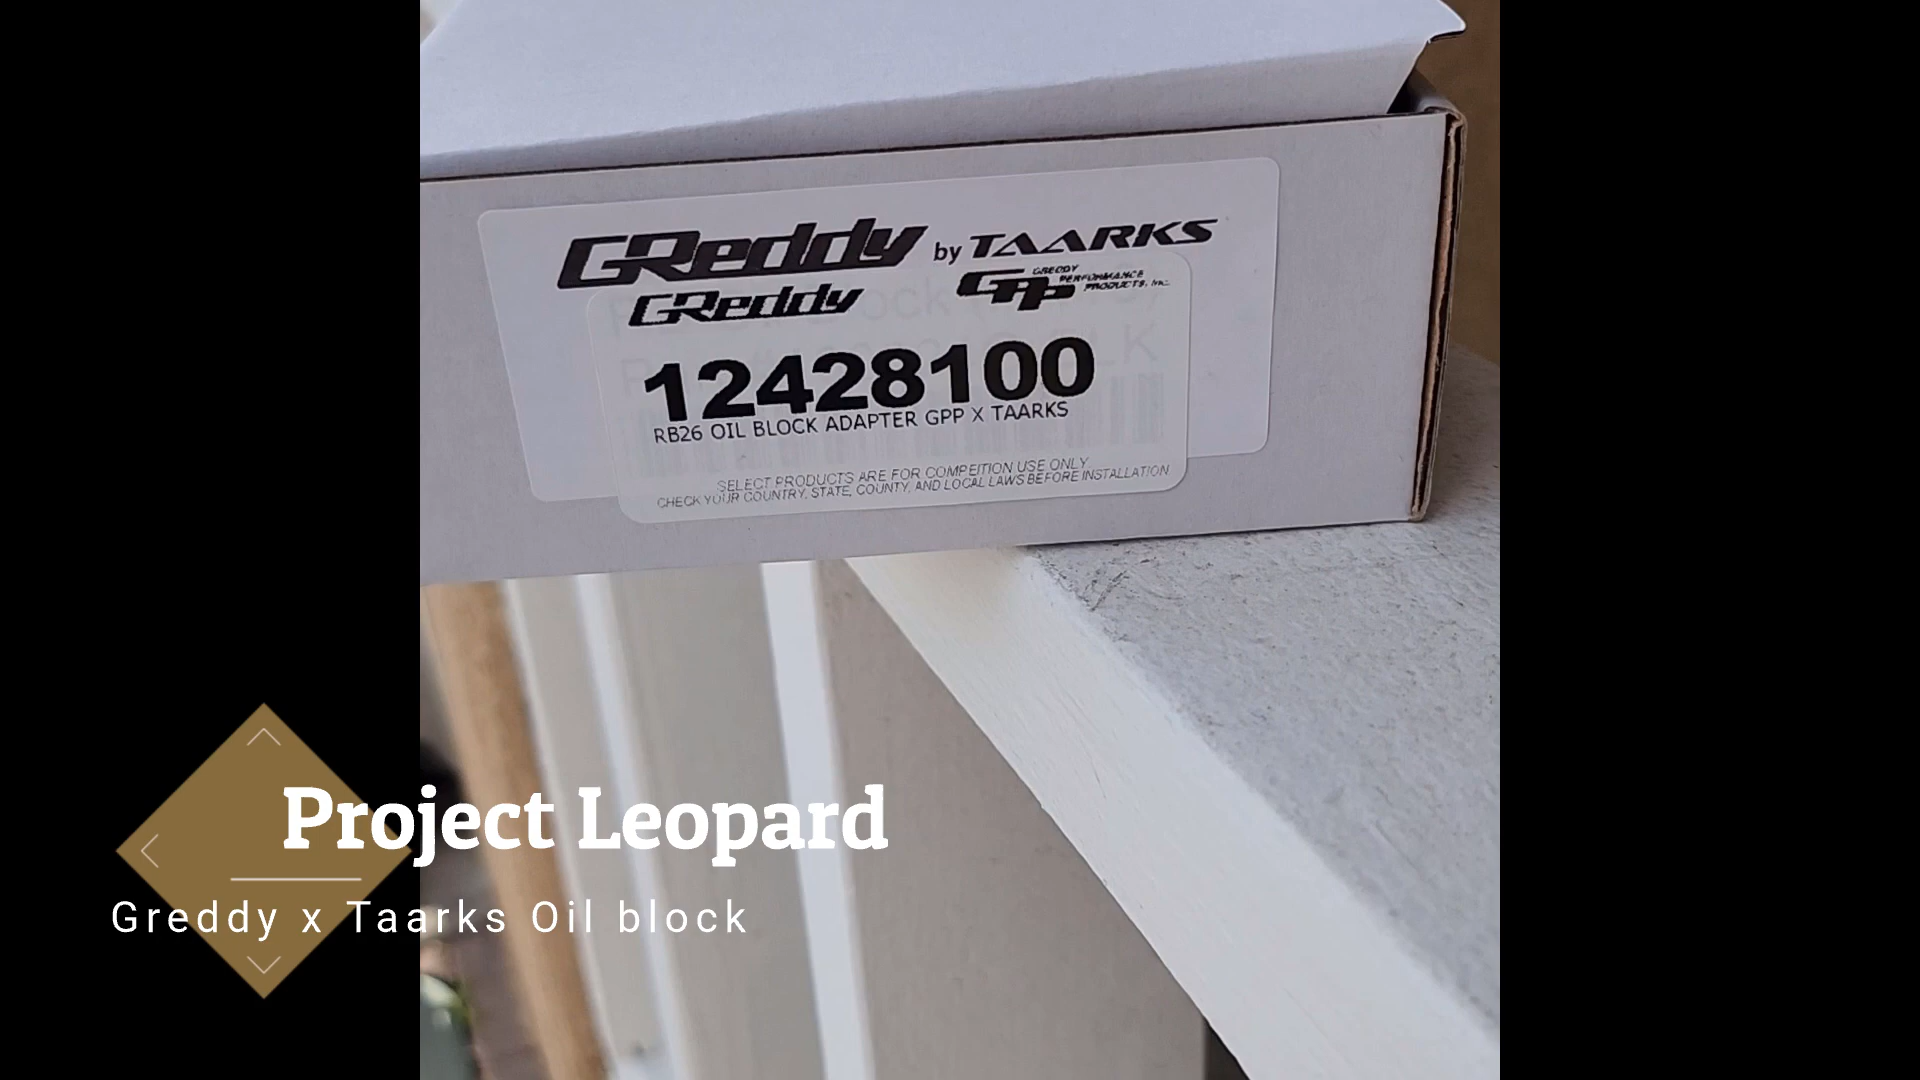 GReddy by TAARKS
GReddy GPP GREDDY PERFORMANCE PRODUCTS, Inc.
12428100
RB26 OIL BLOCK ADAPTER GPP X TAARKS
SELECT PRODUCTS ARE FOR COMPEITION USE ONLY
CHECK YOUR COUNTRY, STATE, COUNTY, AND LOCAL LAWS BEFORE INSTALLATION
Project Leopard
Greddy x Taarks Oil block